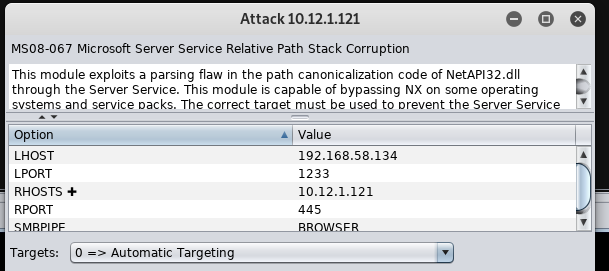 Attack 10.12.1.121
MS08-067 Microsoft Server Service Relative Path Stack Corruption
This module exploits a parsing flaw in the path canonicalization code of NetAPI32.dll
through the Server Service. This module is capable of bypassing NX on some operating
systems and service packs. The correct target must be used to prevent the Server Service
Option Value
LHOST 192.168.58.134
LPORT 1233
RHOSTS ✚ 10.12.1.121
RPORT 445
SMBPIPE BROWSER
Targets: 0 => Automatic Targeting